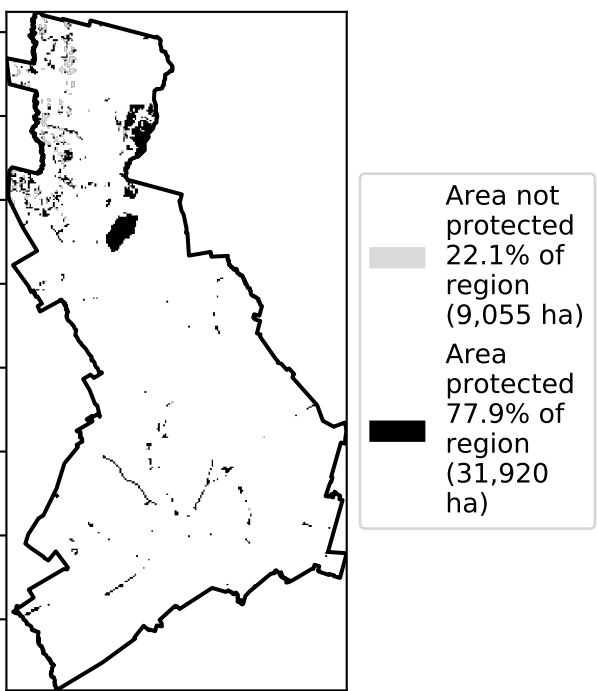 Area not
protected
22.1% of
region
(9,055 ha)
Area
protected
77.9% of
region
(31,920
ha)